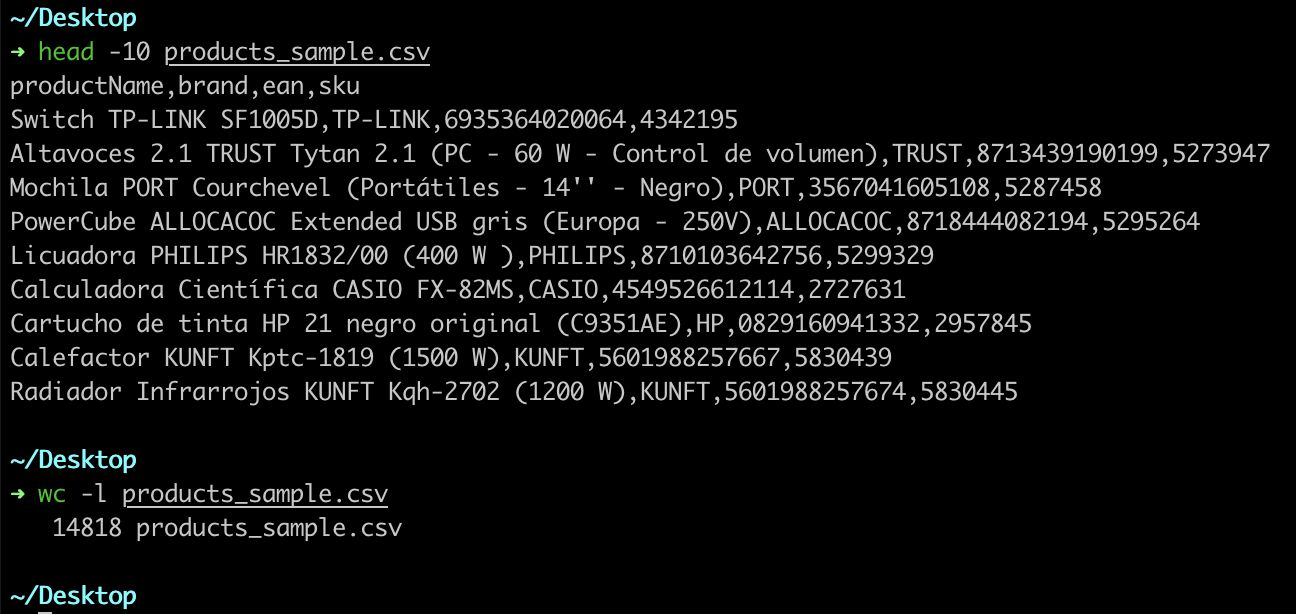 ~/Desktop
→ head -10 products_sample.csv
productName,brand,ean,sku
Switch TP-LINK SF1005D,TP-LINK,6935364020064,4342195
Altavoces 2.1 TRUST Tytan 2.1 (PC - 60 W - Control de volumen),TRUST,8713439190199,5273947
Mochila PORT Courchevel (Portátiles - 14'' - Negro),PORT,3567041605108,5287458
PowerCube ALLOCACOC Extended USB gris (Europa - 250V),ALLOCACOC,8718444082194,5295264
Licuadora PHILIPS HR1832/00 (400 W ),PHILIPS,8710103642756,5299329
Calculadora Científica CASIO FX-82MS,CASIO,4549526612114,2727631
Cartucho de tinta HP 21 negro original (C9351AE),HP,0829160941332,2957845
Calefactor KUNFT Kptc-1819 (1500 W),KUNFT,5601988257667,5830439
Radiador Infrarrojos KUNFT Kqh-2702 (1200 W),KUNFT,5601988257674,5830445
~/Desktop
→ wc -l products_sample.csv
14818 products_sample.csv
~/Desktop